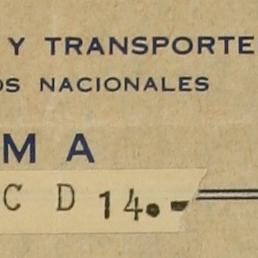 Y TRANSPORTE
OS NACIONALES
M A
C D 14.-